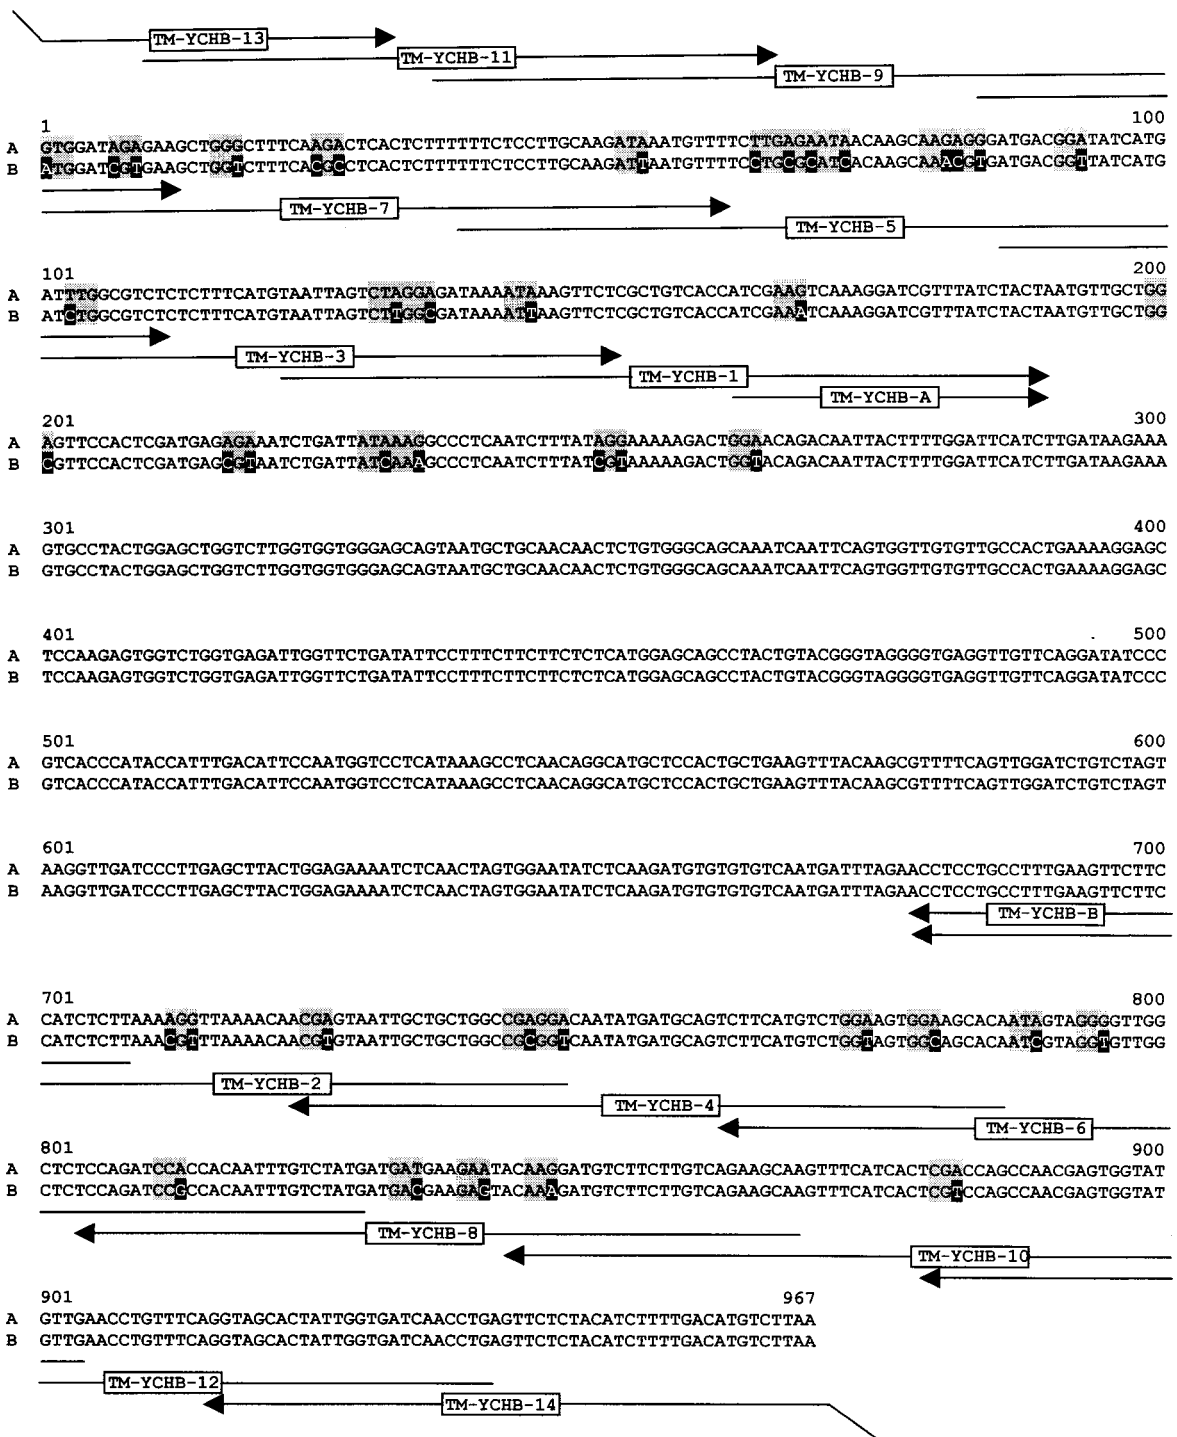 TM-YCHB-13
TM-YCHB-11
TM-YCHB-9
1 100
A GTGGATAGAGAAGCTGGGCTTTCAAGACTCACTCTTTTTTCTCCTTGCAAGATAAATGTTTTCTTGAGAATAACAAGCAAGAGGGATGACGGATATCATG
B ATGGATCGTGAAGCTGGTCTTTCACGCCTCACTCTTTTTTCTCCTTGCAAGATTAATGTTTTCCTGCGCATCACAAGCAAACGTGATGACGGTTATCATG
TM-YCHB-7
TM-YCHB-5
101 200
A ATTTGGCGTCTCTCTTTCATGTAATTAGTCTAGGAGATAAAATAAAGTTCTCGCTGTCACCATCGAAGTCAAAGGATCGTTTATCTACTAATGTTGCTGG
B ATCTGGCGTCTCTCTTTCATGTAATTAGTCTTGGCGATAAAATTAAGTTCTCGCTGTCACCATCGAAATCAAAGGATCGTTTATCTACTAATGTTGCTGG
TM-YCHB-3
TM-YCHB-1
TM-YCHB-A
201 300
A AGTTCCACTCGATGAGAGAAATCTGATTATAAAGGCCCTCAATCTTTATAGGAAAAAGACTGGAACAGACAATTACTTTTGGATTCATCTTGATAAGAAA
B CGTTCCACTCGATGAGCGTAATCTGATTATCAAAGCCCTCAATCTTTATCGTAAAAAGACTGGTACAGACAATTACTTTTGGATTCATCTTGATAAGAAA
301 400
A GTGCCTACTGGAGCTGGTCTTGGTGGTGGGAGCAGTAATGCTGCAACAACTCTGTGGGCAGCAAATCAATTCAGTGGTTGTGTTGCCACTGAAAAGGAGC
B GTGCCTACTGGAGCTGGTCTTGGTGGTGGGAGCAGTAATGCTGCAACAACTCTGTGGGCAGCAAATCAATTCAGTGGTTGTGTTGCCACTGAAAAGGAGC
401 500
A TCCAAGAGTGGTCTGGTGAGATTGGTTCTGATATTCCTTTCTTCTTCTCTCATGGAGCAGCCTACTGTACGGGTAGGGGTGAGGTTGTTCAGGATATCCC
B TCCAAGAGTGGTCTGGTGAGATTGGTTCTGATATTCCTTTCTTCTTCTCTCATGGAGCAGCCTACTGTACGGGTAGGGGTGAGGTTGTTCAGGATATCCC
501 600
A GTCACCCATACCATTTGACATTCCAATGGTCCTCATAAAGCCTCAACAGGCATGCTCCACTGCTGAAGTTTACAAGCGTTTTCAGTTGGATCTGTCTAGT
B GTCACCCATACCATTTGACATTCCAATGGTCCTCATAAAGCCTCAACAGGCATGCTCCACTGCTGAAGTTTACAAGCGTTTTCAGTTGGATCTGTCTAGT
601 700
A AAGGTTGATCCCTTGAGCTTACTGGAGAAAATCTCAACTAGTGGAATATCTCAAGATGTGTGTGTCAATGATTTAGAACCTCCTGCCTTTGAAGTTCTTC
B AAGGTTGATCCCTTGAGCTTACTGGAGAAAATCTCAACTAGTGGAATATCTCAAGATGTGTGTGTCAATGATTTAGAACCTCCTGCCTTTGAAGTTCTTC
TM-YCHB-B
701 800
A CATCTCTTAAAAGGTTAAAACAACGAGTAATTGCTGCTGGCCGAGGACAATATGATGCAGTCTTCATGTCTGGAAGTGGAAGCACAATAGTAGGGGTTGG
B CATCTCTTAAACGTTTAAAACAACGTGTAATTGCTGCTGGCCGCGGTCAATATGATGCAGTCTTCATGTCTGGTAGTGGCAGCACAATCGTAGGTGTTGG
TM-YCHB-2
TM-YCHB-4
TM-YCHB-6
801 900
A CTCTCCAGATCCACCACAATTTGTCTATGATGATGAAGAATACAAGGATGTCTTCTTGTCAGAAGCAAGTTTCATCACTCGACCAGCCAACGAGTGGTAT
B CTCTCCAGATCCGCCACAATTTGTCTATGATGACGAAGAGTACAAAGATGTCTTCTTGTCAGAAGCAAGTTTCATCACTCGTCCAGCCAACGAGTGGTAT
TM-YCHB-8
TM-YCHB-10
901 967
A GTTGAACCTGTTTCAGGTAGCACTATTGGTGATCAACCTGAGTTCTCTACATCTTTTGACATGTCTTAA
B GTTGAACCTGTTTCAGGTAGCACTATTGGTGATCAACCTGAGTTCTCTACATCTTTTGACATGTCTTAA
TM-YCHB-12
TM-YCHB-14